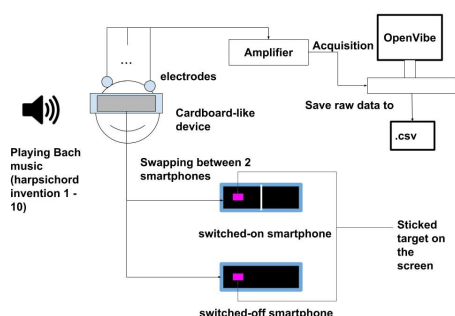 OpenVibe
Amplifier
Acquisition
...
electrodes
Save raw data to
Cardboard-like
device
.csv
Playing Bach
music
(harpsichord
invention 1 -
10)
Swapping between 2
smartphones
switched-on smartphone
Sticked
target on
the
screen
switched-off smartphone